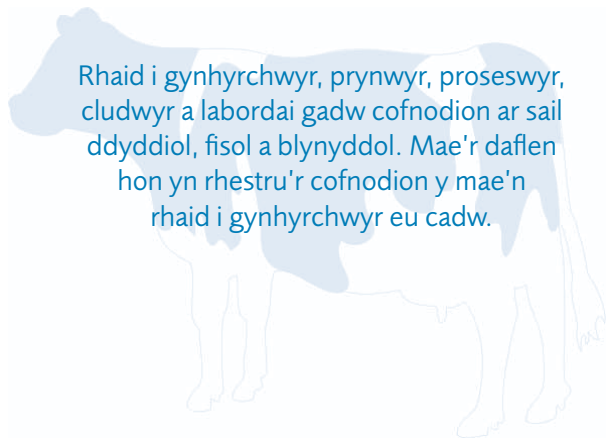 Rhaid i gynhyrchwyr, prynwyr, proseswyr,
cludwyr a labordai gadw cofnodion ar sail
ddyddiol, fisol a blynyddol. Mae'r daflen
hon yn rhestru'r cofnodion y mae'n
rhaid i gynhyrchwyr eu cadw.